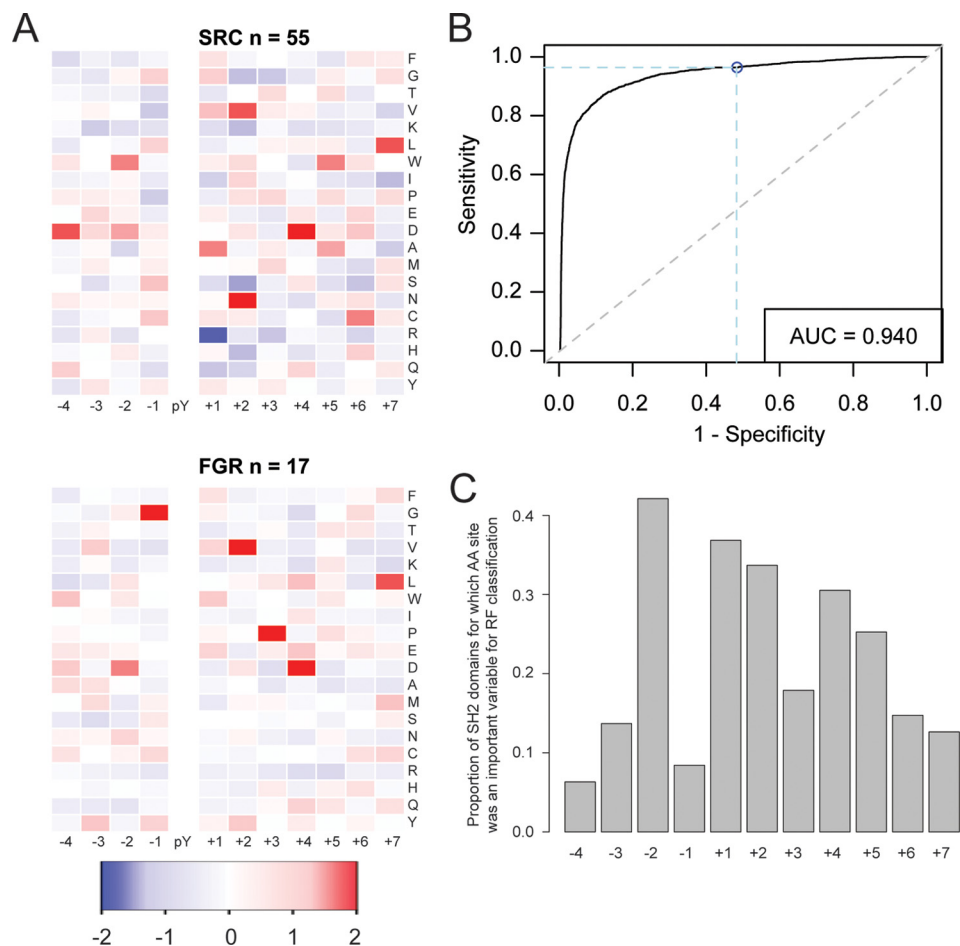 A
SRC n = 55
F
G
T
V
K
L
W
I
P
E
D
A
M
S
N
C
R
H
Q
Y
-4 -3 -2 -1 pY +1 +2 +3 +4 +5 +6 +7
FGR n = 17
F
G
T
V
K
L
W
I
P
E
D
A
M
S
N
C
R
H
Q
Y
-4 -3 -2 -1 pY +1 +2 +3 +4 +5 +6 +7
-2 -1 0 1 2
B
Sensitivity
1.0
0.8
0.6
0.4
0.2
0.0
AUC = 0.940
0.0 0.2 0.4 0.6 0.8 1.0
1 - Specificity
C
Proportion of SH2 domains for which AA site
was an important variable for RF classification
0.4
0.3
0.2
0.1
0.0
-4 -3 -2 -1 +1 +2 +3 +4 +5 +6 +7